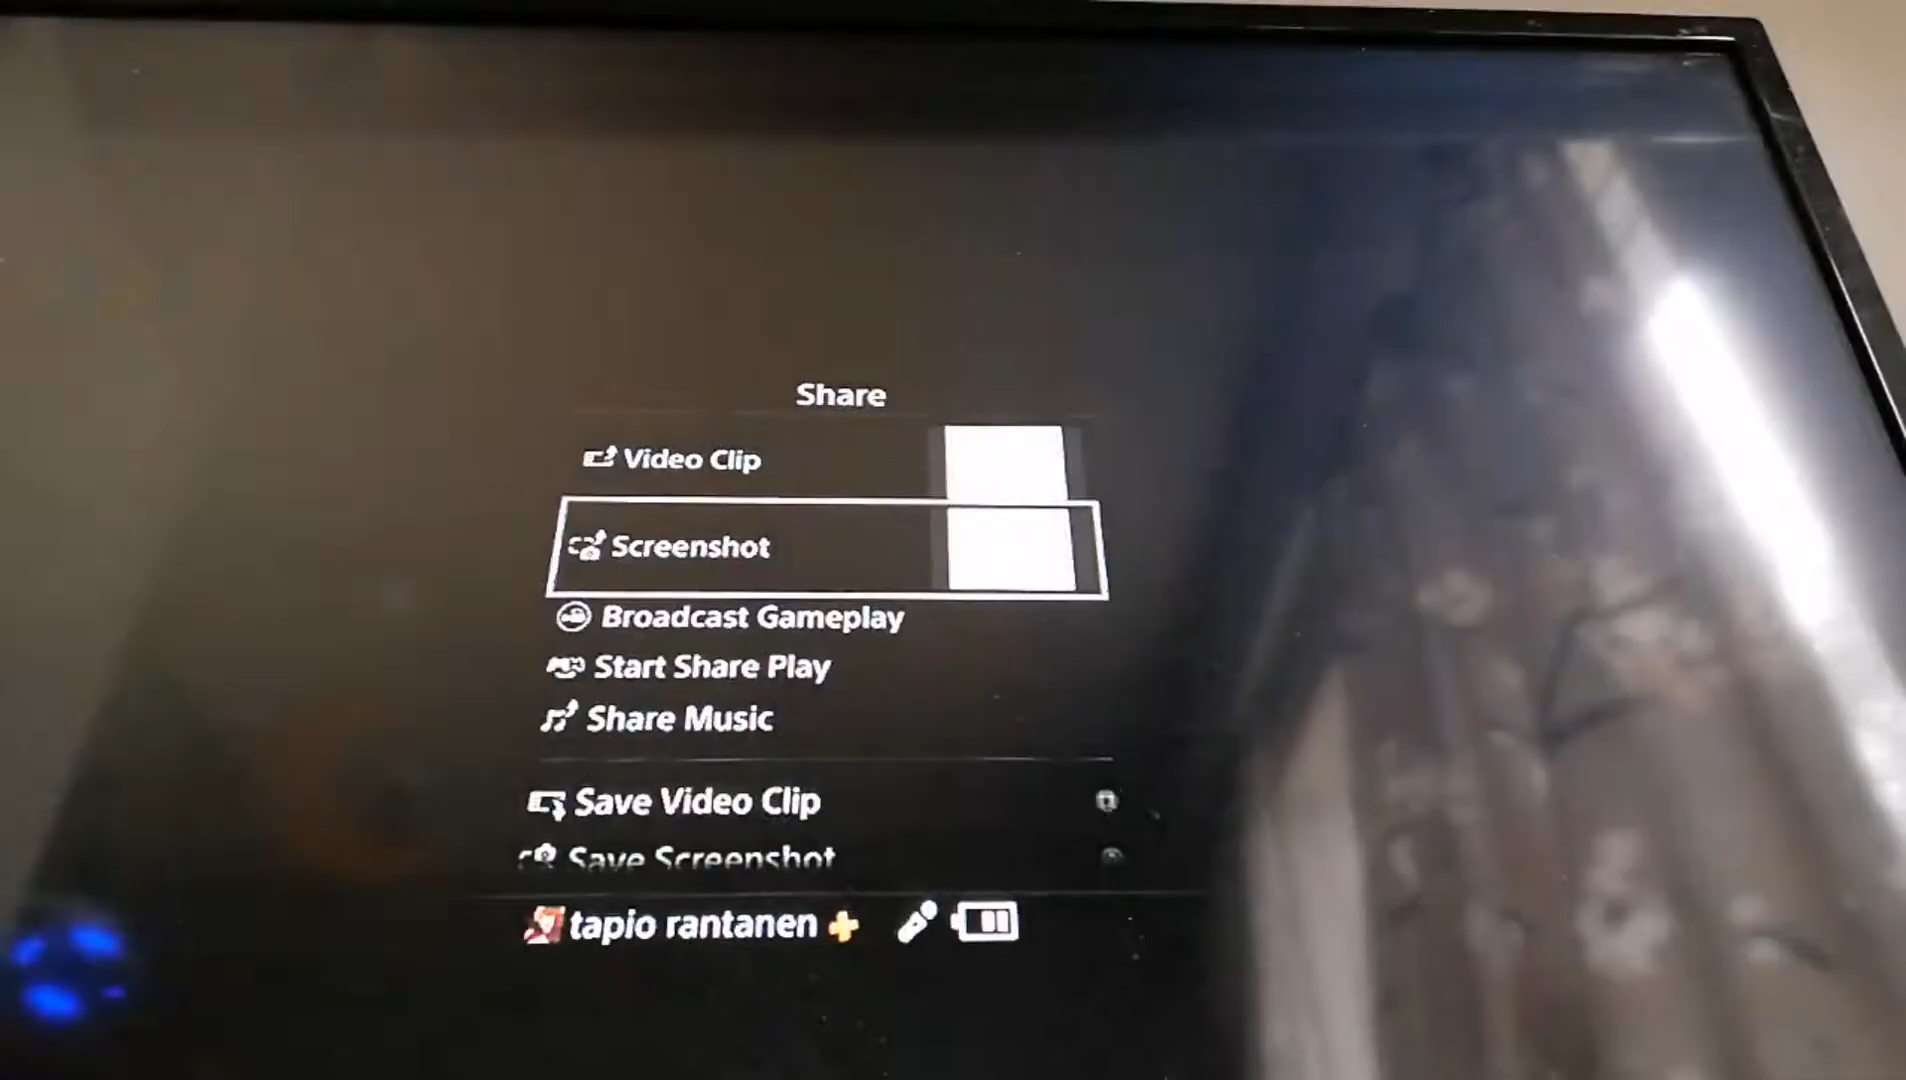 Share
Video Clip
Screenshot
Broadcast Gameplay
Start Share Play
Share Music
Save Video Clip
Save Screenshot
tapio rantanen